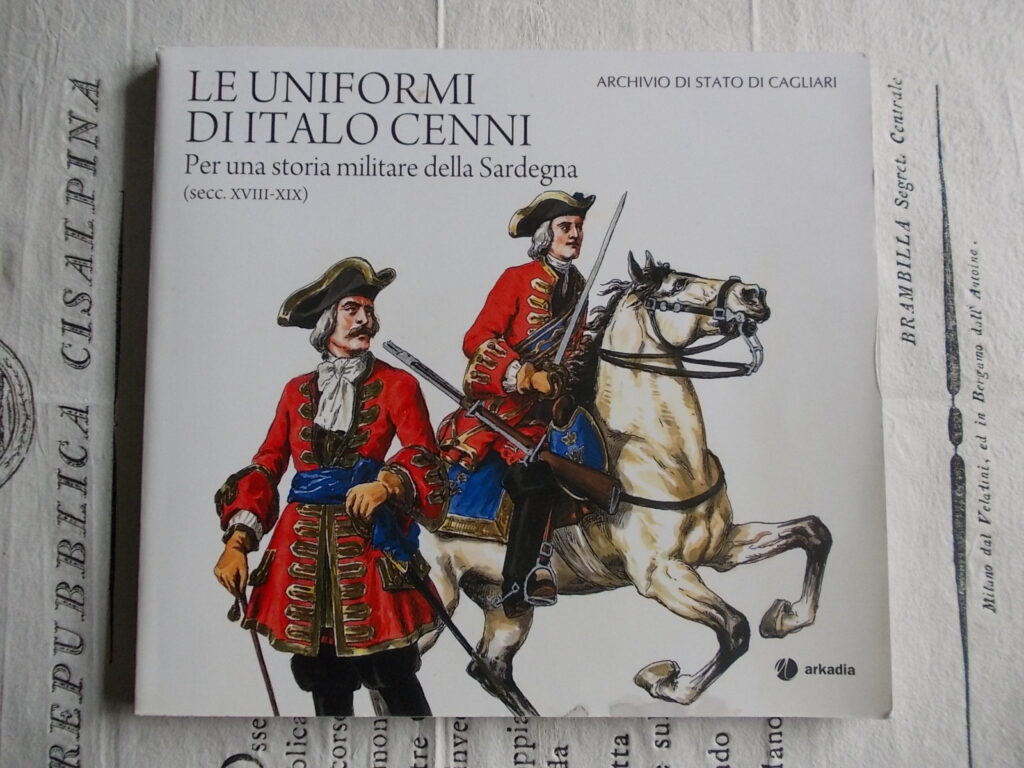 LE UNIFORMI
DI ITALO CENNI
Per una storia militare della Sardegna
(secc. XVIII-XIX)
ARCHIVIO DI STATO DI CAGLIARI
arkadia
REPUBBLICA CISALPINA
BRAMBILLA Segret. Centrale
Milano dal Velatini, ed in Bergamo dall' Antoine.